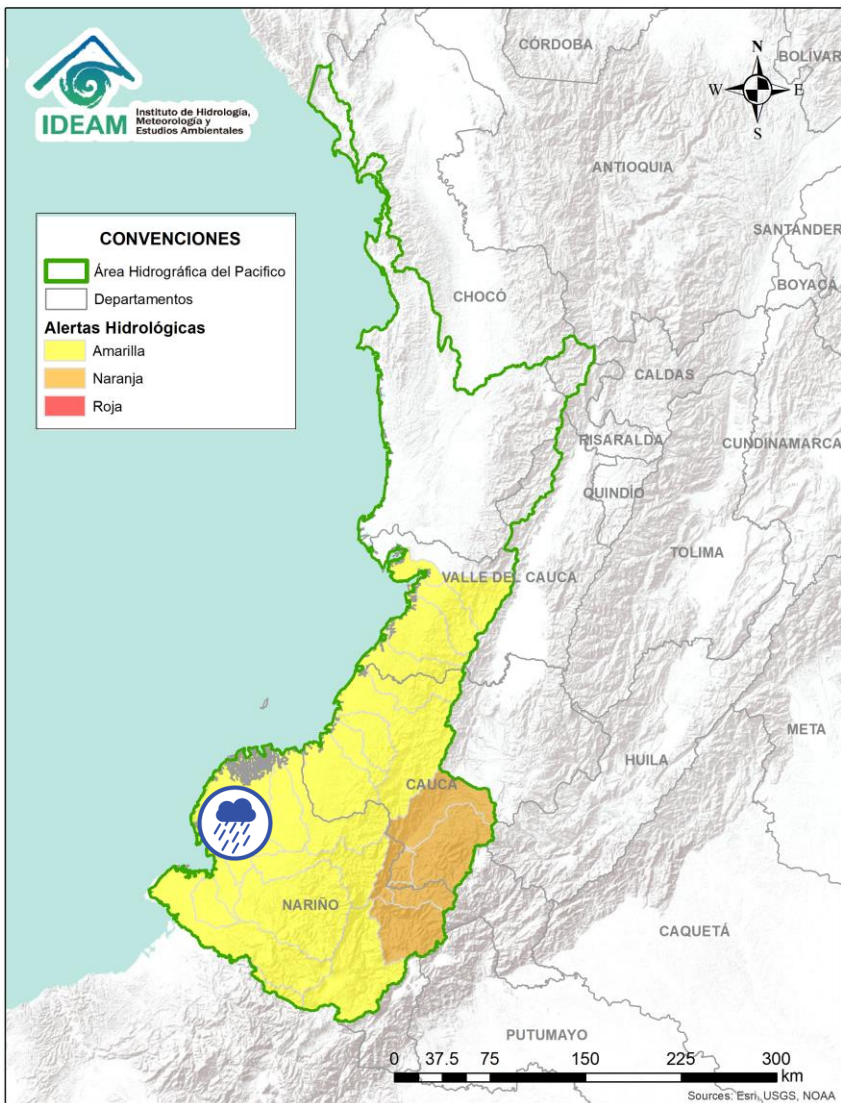 IDEAM
Instituto de Hidrología,
Meteorología y
Estudios Ambientales
CÓRDOBA
BOLÍVAR
N
W
E
S
ANTIOQUIA
SANTANDER
BOYACÁ
CONVENCIONES
Área Hidrográfica del Pacifico
Departamentos
Alertas Hidrológicas
Amarilla
Naranja
Roja
CHOCÓ
CALDAS
RISARALDA
CUNDINAMARCA
QUINDÍO
TOLIMA
VALLE DEL CAUCA
META
HUILA
CAUCA
NARIÑO
CAQUETÁ
PUTUMAYO
0 37.5 75 150 225 300
km
Sources: Esri, USGS, NOAA